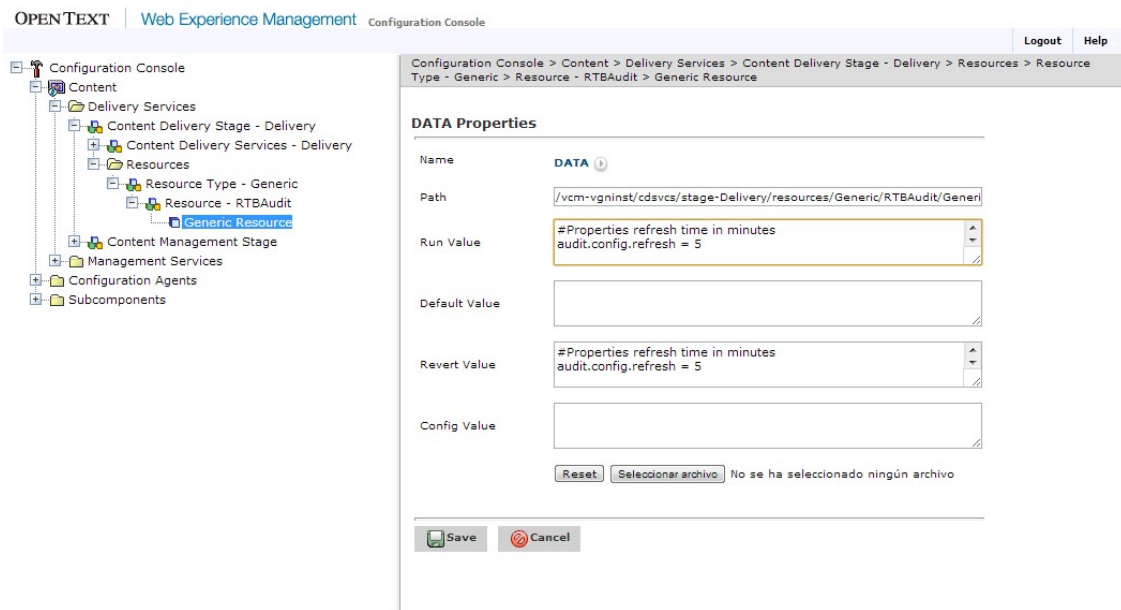 OPEN TEXT | Web Experience Management Configuration Console
Logout Help
Configuration Console
Content
Delivery Services
Content Delivery Stage - Delivery
Content Delivery Services - Delivery
Resources
Resource Type - Generic
Resource - RTBAudit
Generic Resource
Content Management Stage
Management Services
Configuration Agents
Subcomponents
Configuration Console > Content > Delivery Services > Content Delivery Stage - Delivery > Resources > Resource
Type - Generic > Resource - RTBAudit > Generic Resource
DATA Properties
Name DATA
Path /vcm-vgninst/cdsvcs/stage-Delivery/resources/Generic/RTBAudit/Generi
Run Value #Properties refresh time in minutes
audit.config.refresh = 5
Default Value
Revert Value #Properties refresh time in minutes
audit.config.refresh = 5
Config Value
Reset Seleccionar archivo No se ha seleccionado ningún archivo
Save Cancel